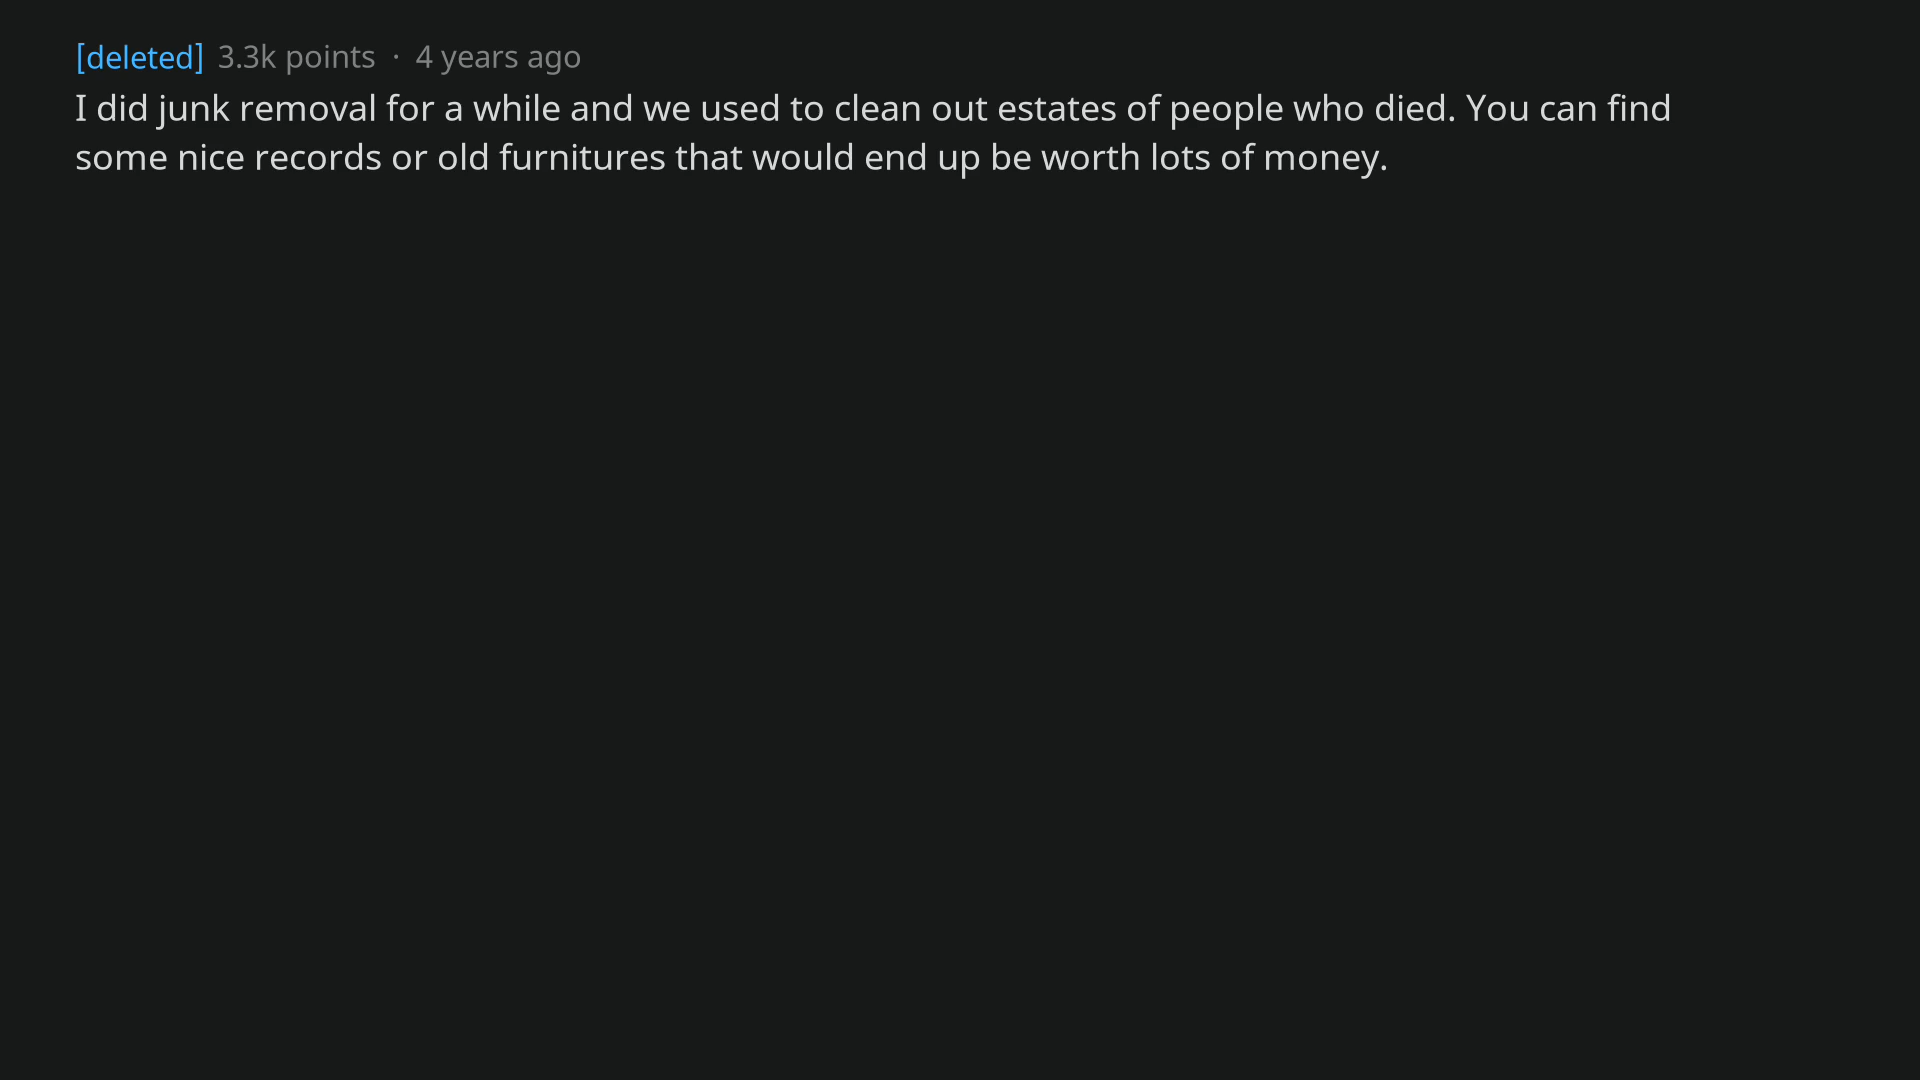 [deleted] 3.3k points · 4 years ago
I did junk removal for a while and we used to clean out estates of people who died. You can find
some nice records or old furnitures that would end up be worth lots of money.